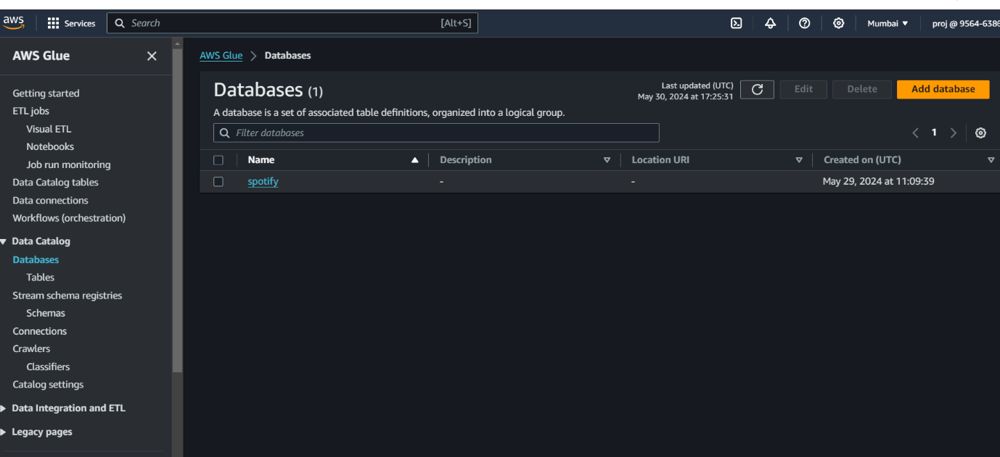 aws Services Search [Alt+S] Mumbai proj @ 9564-6386
AWS Glue
Getting started
ETL jobs
Visual ETL
Notebooks
Job run monitoring
Data Catalog tables
Data connections
Workflows (orchestration)
Data Catalog
Databases
Tables
Stream schema registries
Schemas
Connections
Crawlers
Classifiers
Catalog settings
Data Integration and ETL
Legacy pages
AWS Glue > Databases
Databases (1)
Last updated (UTC)
May 30, 2024 at 17:25:31
Edit Delete Add database
A database is a set of associated table definitions, organized into a logical group.
Filter databases
< 1 >
Name Description Location URI Created on (UTC)
spotify - - May 29, 2024 at 11:09:39